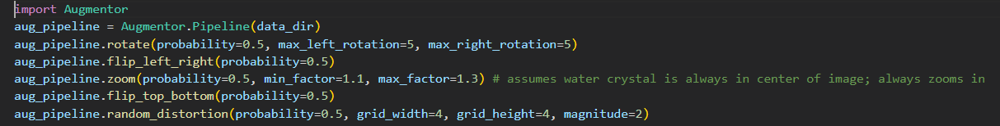 import Augmentor
aug_pipeline = Augmentor.Pipeline(data_dir)
aug_pipeline.rotate(probability=0.5, max_left_rotation=5, max_right_rotation=5)
aug_pipeline.flip_left_right(probability=0.5)
aug_pipeline.zoom(probability=0.5, min_factor=1.1, max_factor=1.3) # assumes water crystal is always in center of image; always zooms in
aug_pipeline.flip_top_bottom(probability=0.5)
aug_pipeline.random_distortion(probability=0.5, grid_width=4, grid_height=4, magnitude=2)